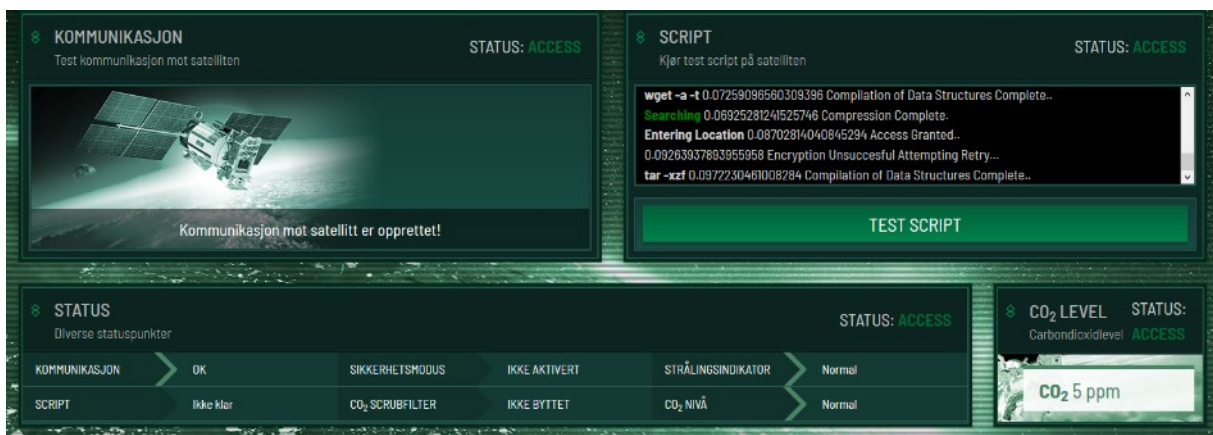 KOMMUNIKASJON
Test kommunikasjon mot satelliten
STATUS: ACCESS
Kommunikasjon mot satellitt er opprettet!
SCRIPT
Kjør test script på satelliten
STATUS: ACCESS
wget -a -t 0.07259096560309396 Compilation of Data Structures Complete..
Searching 0.06925281241525746 Compression Complete.
Entering Location 0.08702814040845294 Access Granted..
0.09263937893955958 Encryption Unsuccesful Attempting Retry...
tar -xzf 0.0972230461008284 Compilation of Data Structures Complete..
TEST SCRIPT
STATUS
Diverse statuspunkter
STATUS: ACCESS
KOMMUNIKASJON OK SIKKERHETSMODUS IKKE AKTIVERT STRÅLINGSINDIKATOR Normal
SCRIPT Ikke klar CO₂ SCRUBFILTER IKKE BYTTET CO₂ NIVÅ Normal
CO₂ LEVEL
Carbondioxidlevel
STATUS:
ACCESS
CO₂ 5 ppm